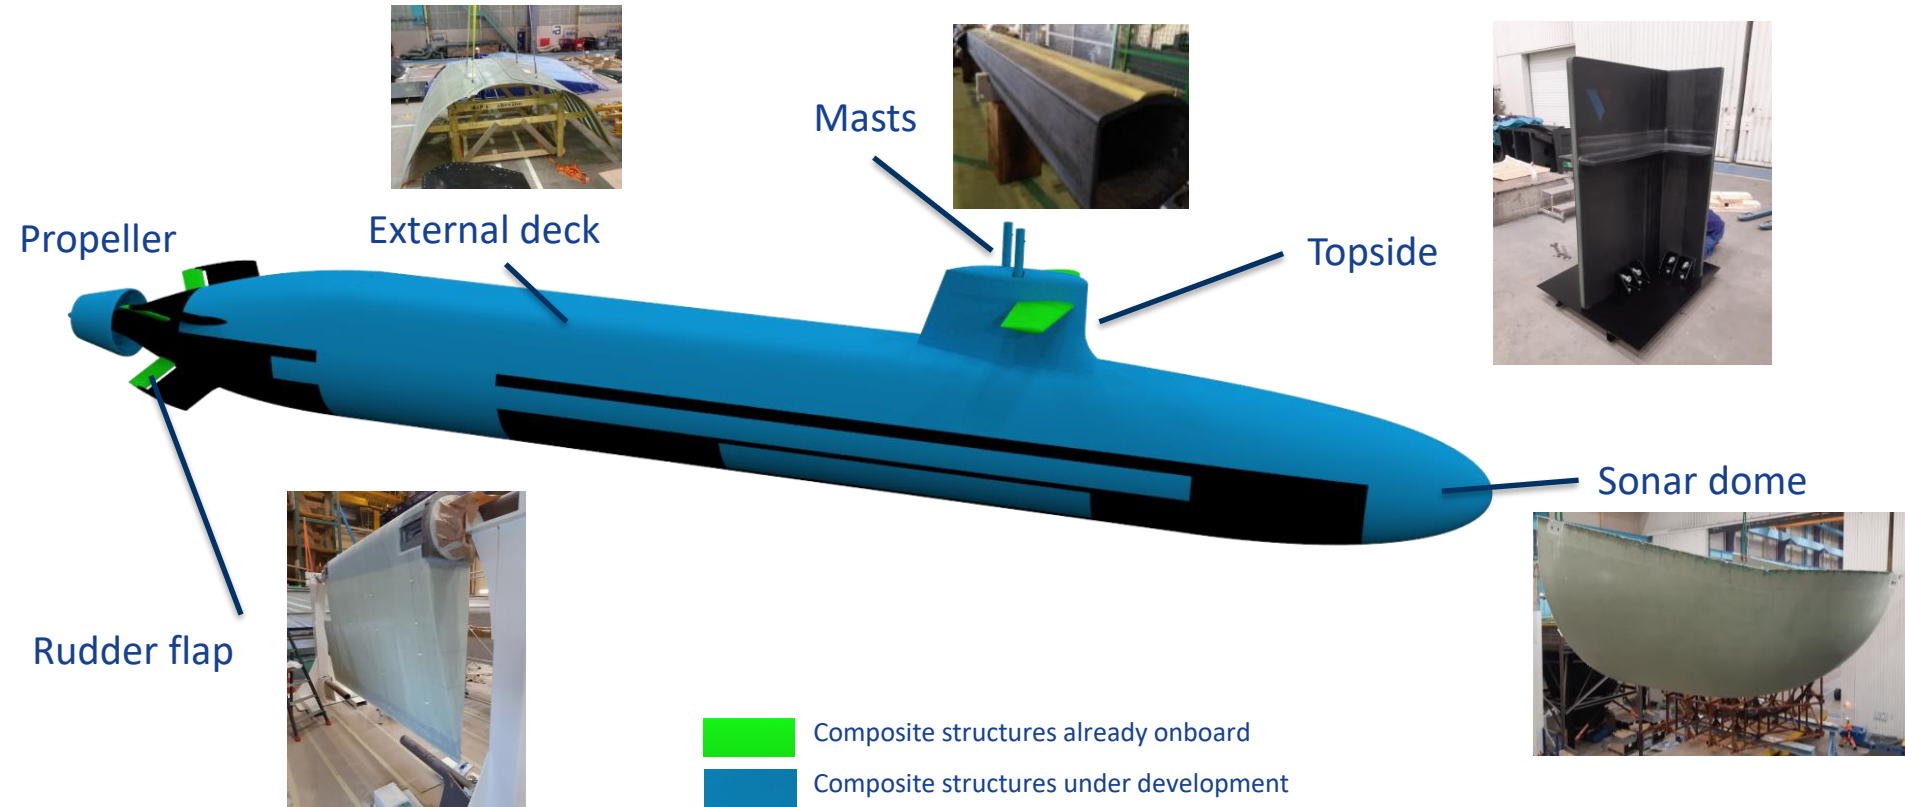 Masts
Propeller
External deck
Topside
Sonar dome
Rudder flap
Composite structures already onboard
Composite structures under development